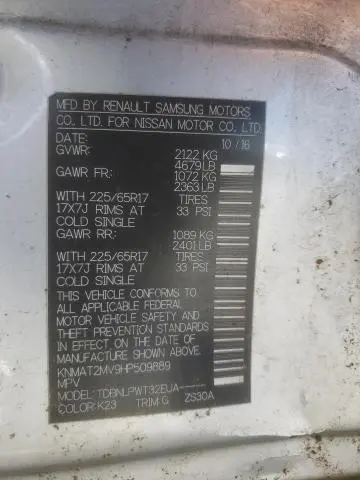 MFD BY RENAULT SAMSUNG MOTORS
CO. LTD. FOR NISSAN MOTOR CO. LTD.
DATE: 10 / 16
GVWR: 2122 KG
4679 LB
GAWR FR: 1072 KG
2363 LB
WITH 225/65R17 TIRES
17X7J RIMS AT 33 PSI
COLD SINGLE
GAWR RR: 1089 KG
2401 LB
WITH 225/65R17 TIRES
17X7J RIMS AT 33 PSI
COLD SINGLE
THIS VEHICLE CONFORMS TO
ALL APPLICABLE FEDERAL
MOTOR VEHICLE SAFETY AND
THEFT PREVENTION STANDARDS
IN EFFECT ON THE DATE OF
MANUFACTURE SHOWN ABOVE.
KNMAT2MV9HP509889
MPV
MODEL: TDBNLPWT32EUA-----
COLOR: K23 TRIM: G ZS30A